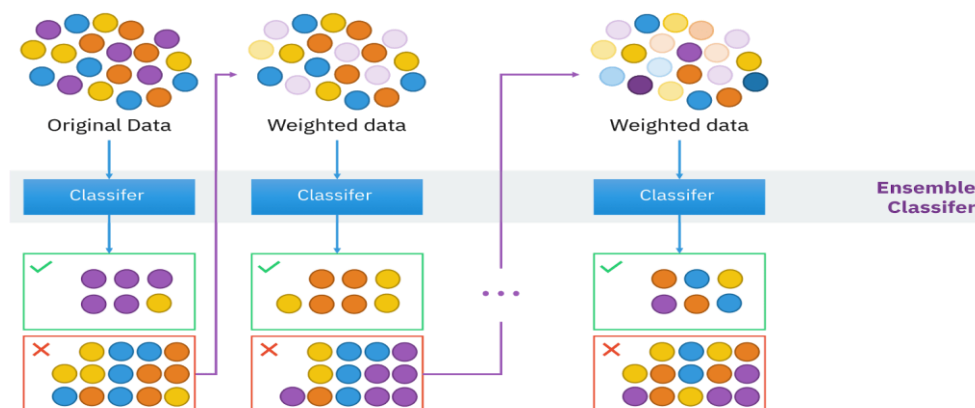 Original Data
Weighted data
Weighted data
Classifer
Classifer
Classifer
Ensemble
Classifer